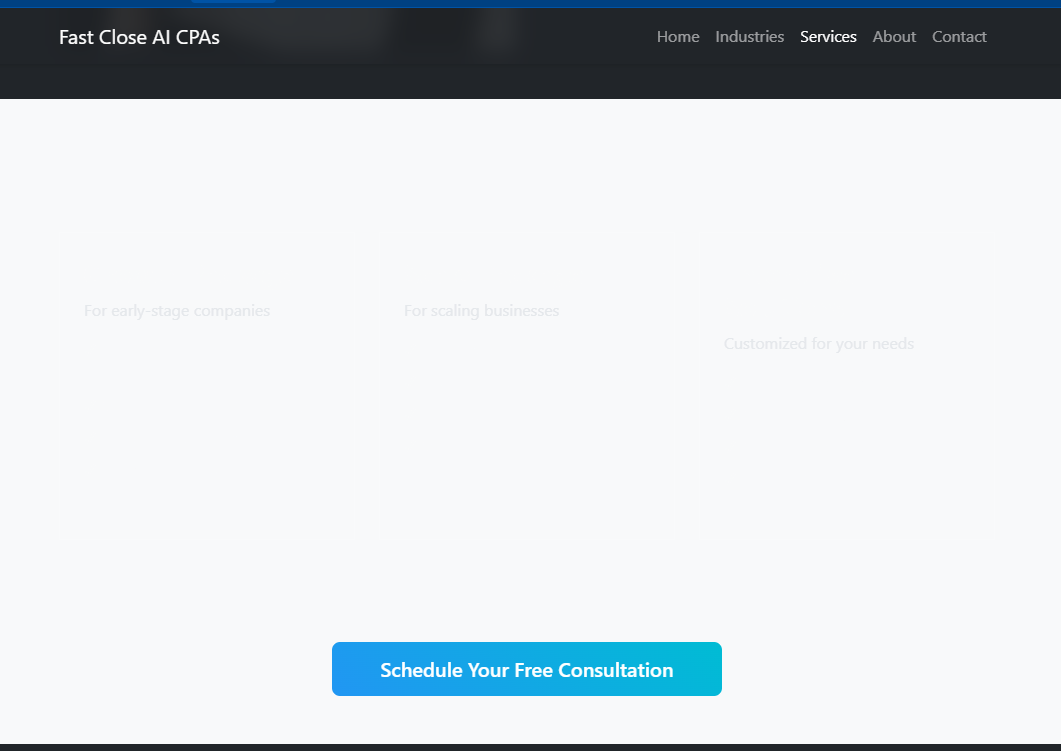 Fast Close AI CPAs
Home Industries Services About Contact
For early-stage companies
For scaling businesses
Customized for your needs
Schedule Your Free Consultation